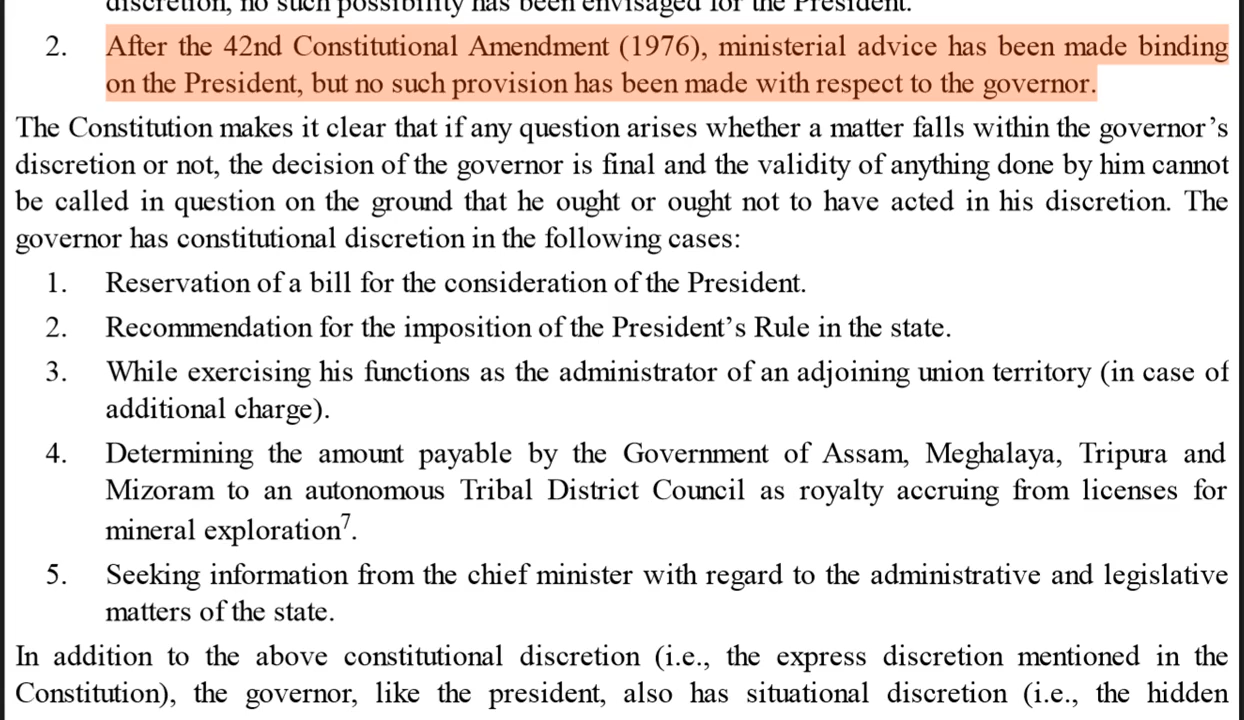 discretion, no such possibility has been envisaged for the President.
2. After the 42nd Constitutional Amendment (1976), ministerial advice has been made binding
on the President, but no such provision has been made with respect to the governor.
The Constitution makes it clear that if any question arises whether a matter falls within the governor’s
discretion or not, the decision of the governor is final and the validity of anything done by him cannot
be called in question on the ground that he ought or ought not to have acted in his discretion. The
governor has constitutional discretion in the following cases:
1. Reservation of a bill for the consideration of the President.
2. Recommendation for the imposition of the President’s Rule in the state.
3. While exercising his functions as the administrator of an adjoining union territory (in case of
additional charge).
4. Determining the amount payable by the Government of Assam, Meghalaya, Tripura and
Mizoram to an autonomous Tribal District Council as royalty accruing from licenses for
mineral exploration⁷.
5. Seeking information from the chief minister with regard to the administrative and legislative
matters of the state.
In addition to the above constitutional discretion (i.e., the express discretion mentioned in the
Constitution), the governor, like the president, also has situational discretion (i.e., the hidden